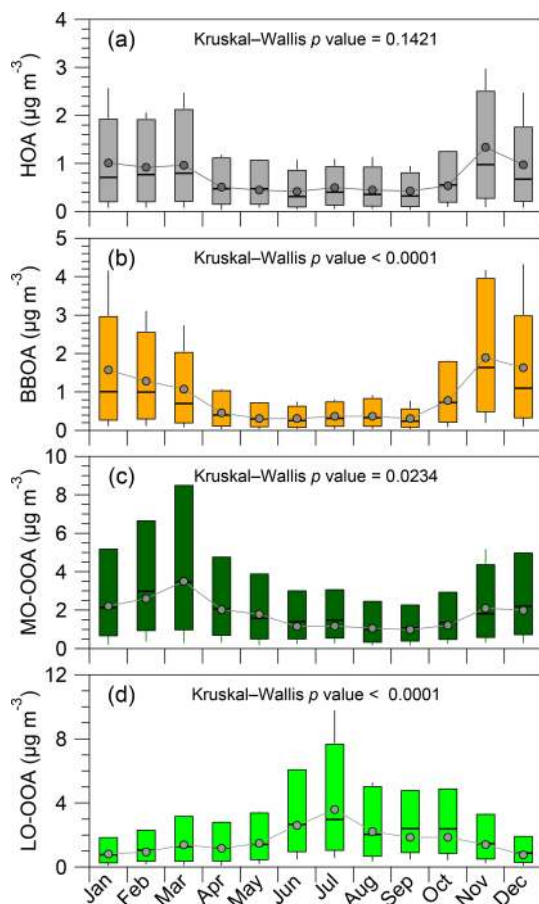 (a)
Kruskal–Wallis p value = 0.1421
HOA (µg m⁻³)
4
3
2
1
0
(b)
Kruskal–Wallis p value < 0.0001
BBOA (µg m⁻³)
5
4
3
2
1
0
(c)
Kruskal–Wallis p value = 0.0234
MO-OOA (µg m⁻³)
10
8
6
4
2
0
(d)
Kruskal–Wallis p value < 0.0001
LO-OOA (µg m⁻³)
12
8
4
0
Jan Feb Mar Apr May Jun Jul Aug Sep Oct Nov Dec